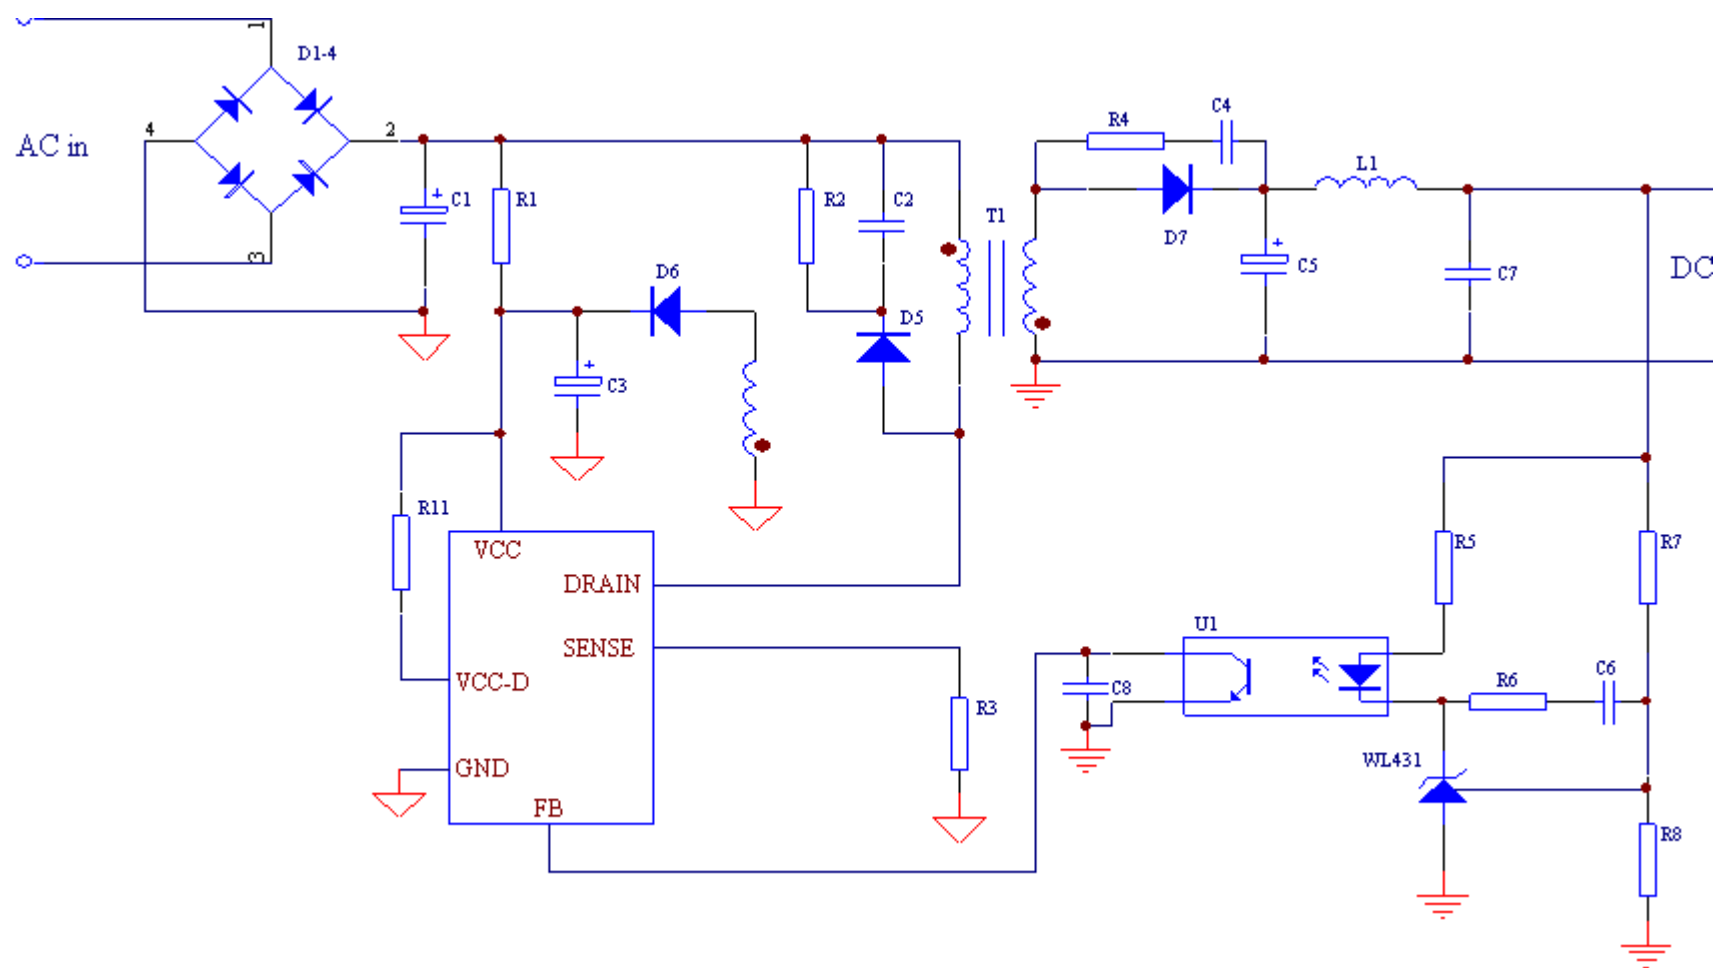 1
D1-4
AC in
4
2
3
C1
R1
R2
C2
T1
R4
C4
L1
D7
C5
C7
DC
D6
D5
C3
R11
VCC
DRAIN
SENSE
VCC-D
GND
FB
R3
U1
C8
R5
R7
R6
C6
WL431
R8
+
+
+